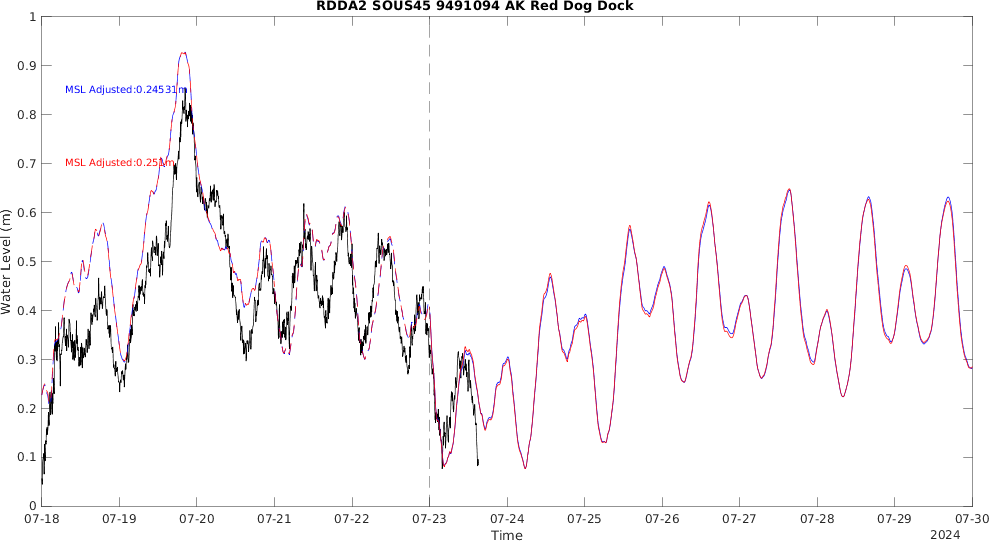 RDDA2 SOUS45 9491094 AK Red Dog Dock
1
0.9
MSL Adjusted:0.24531m
0.8
0.7
MSL Adjusted:0.251m
0.6
0.5
Water Level (m)
0.4
0.3
0.2
0.1
0
07-18 07-19 07-20 07-21 07-22 07-23 07-24 07-25 07-26 07-27 07-28 07-29 07-30
Time
2024